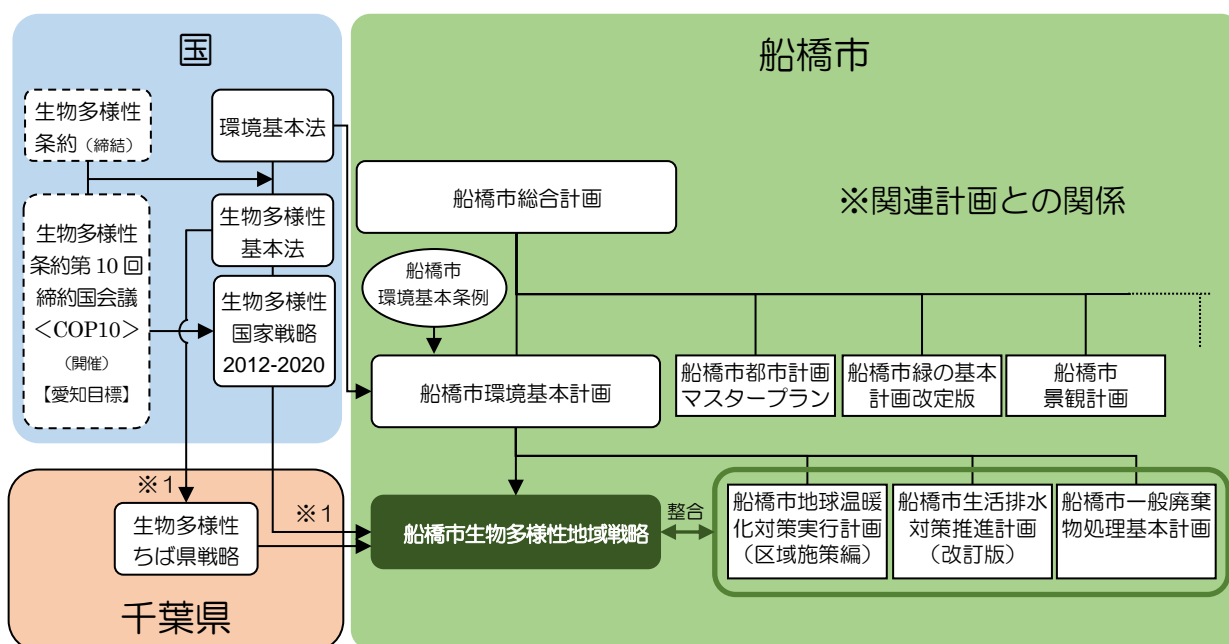 国
生物多様性
条約（締結）
環境基本法
生物多様性
条約第 10 回
締約国会議
＜COP10＞
（開催）
【愛知目標】
生物多様性
基本法
生物多様性
国家戦略
2012-2020
船橋市
船橋市総合計画
※関連計画との関係
船橋市
環境基本条例
船橋市環境基本計画
船橋市都市計画
マスタープラン
船橋市緑の基本
計画改定版
船橋市
景観計画
※１
※１
生物多様性
ちば県戦略
千葉県
船橋市生物多様性地域戦略
整合
船橋市地球温暖
化対策実行計画
（区域施策編）
船橋市生活排水
対策推進計画
（改訂版）
船橋市一般廃棄
物処理基本計画